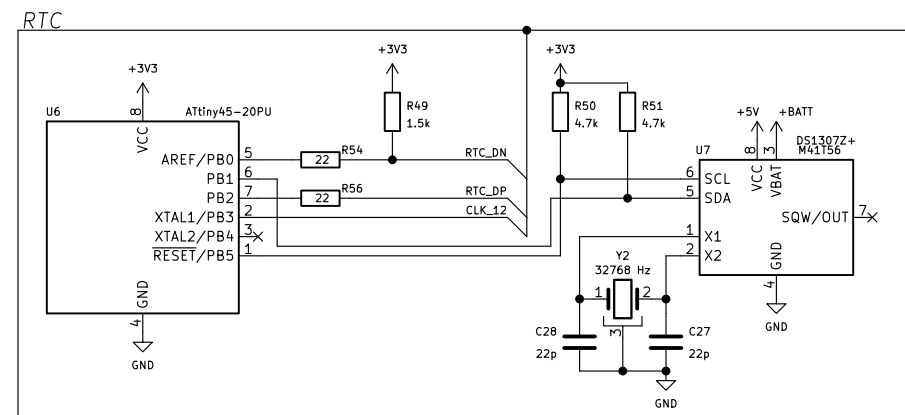 RTC
+3V3
U6
ATtiny45-20PU
8
VCC
AREF/PB0
5
PB1
6
PB2
7
XTAL1/PB3
2
XTAL2/PB4
3
RESET/PB5
1
GND
4
GND
22
R54
22
R56
+3V3
R49
1.5k
RTC_DN
RTC_DP
CLK_12
+3V3
R50
4.7k
R51
4.7k
+5V
+BATT
U7
8
3
DS1307Z+
M41T56
VCC
VBAT
6
SCL
5
SDA
SQW/OUT
7
1
X1
2
X2
GND
4
GND
Y2
32768 Hz
1
2
3
C28
22p
C27
22p
GND